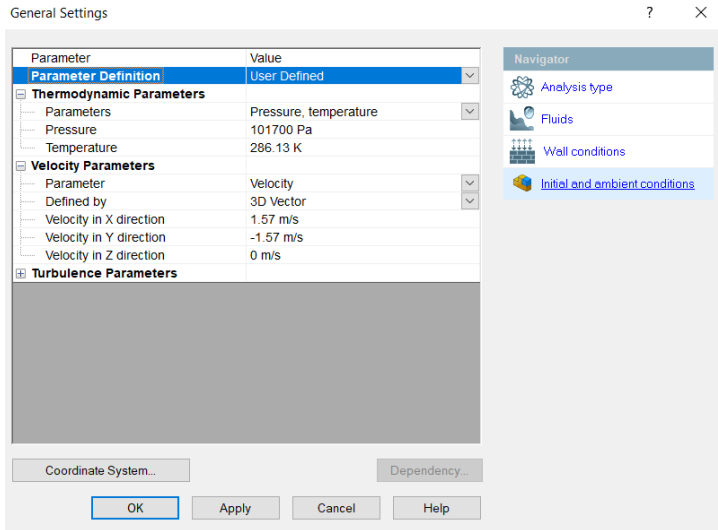 General Settings
?
Parameter Value
Parameter Definition User Defined
Thermodynamic Parameters
Parameters Pressure, temperature
Pressure 101700 Pa
Temperature 286.13 K
Velocity Parameters
Parameter Velocity
Defined by 3D Vector
Velocity in X direction 1.57 m/s
Velocity in Y direction -1.57 m/s
Velocity in Z direction 0 m/s
Turbulence Parameters
Navigator
Analysis type
Fluids
Wall conditions
Initial and ambient conditions
Coordinate System... Dependency...
OK Apply Cancel Help